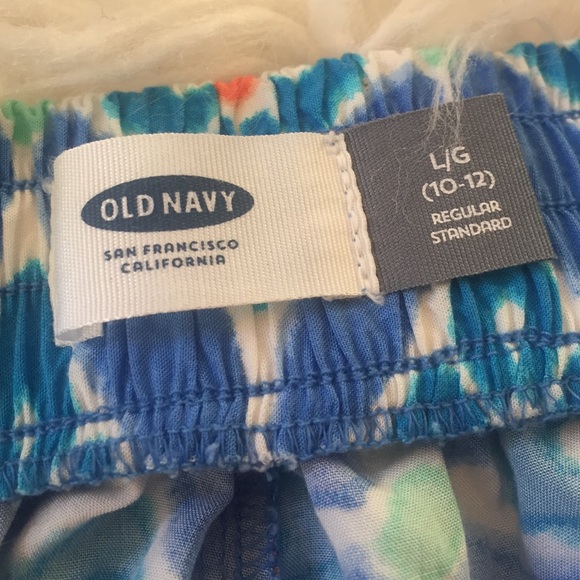 OLD NAVY
SAN FRANCISCO
CALIFORNIA
L/G
(10-12)
REGULAR
STANDARD